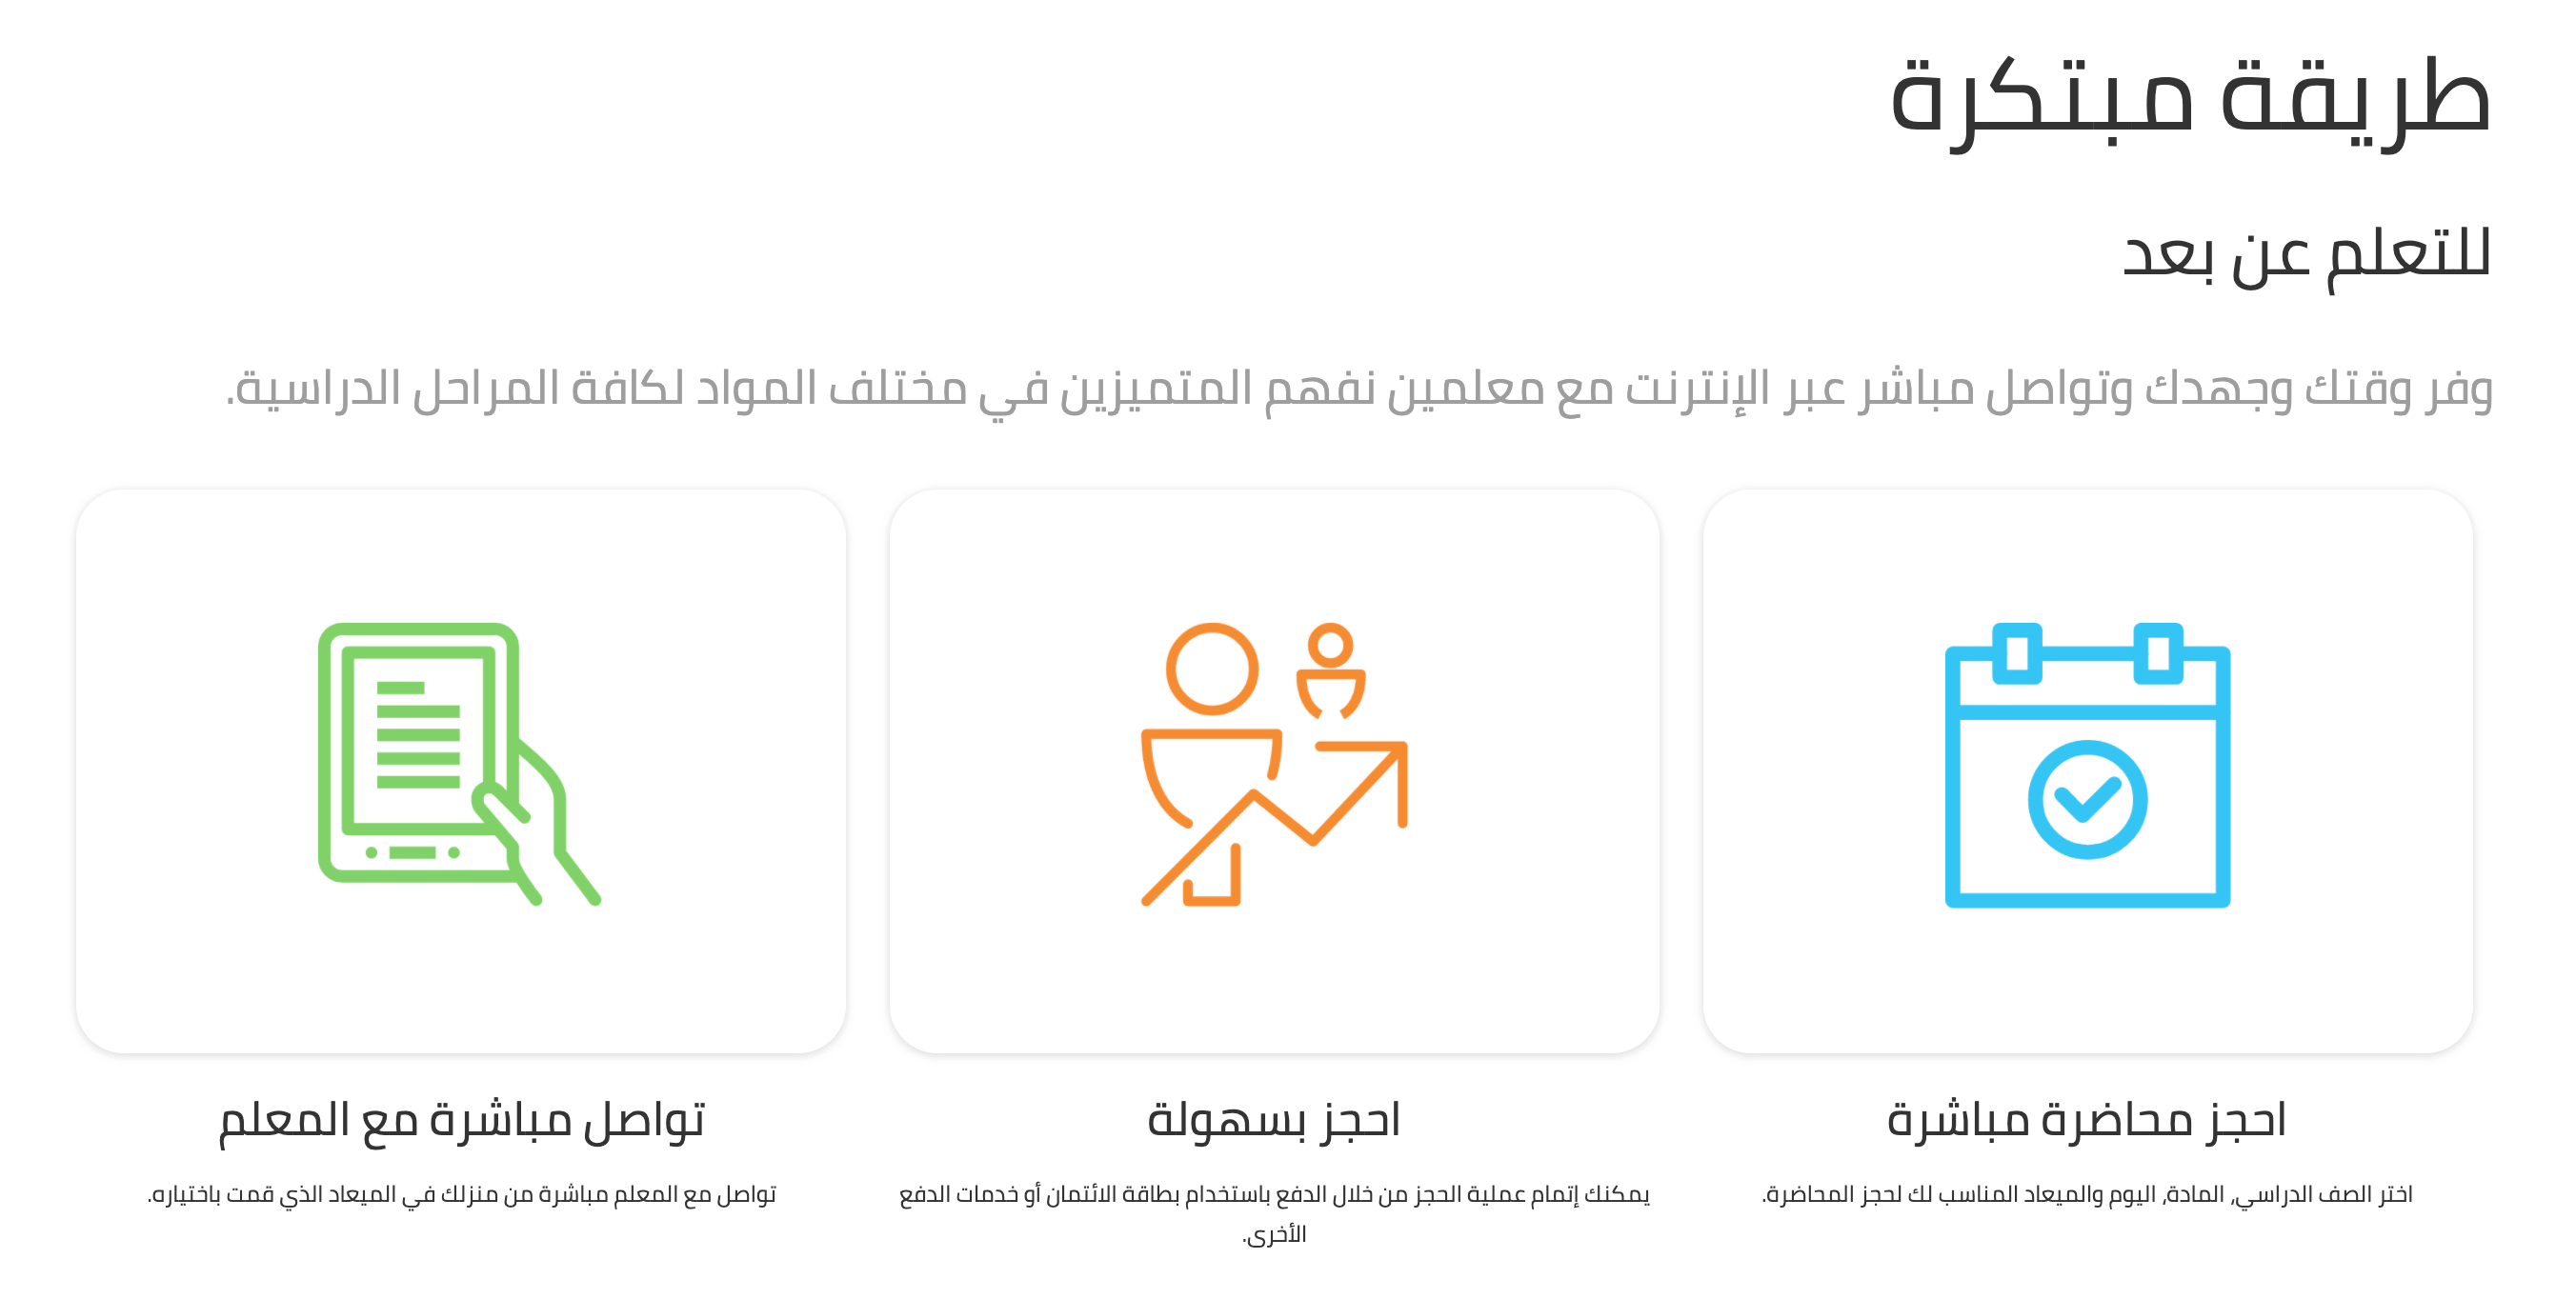 طريقة مبتكرة
للتعلم عن بعد
وفر وقتك وجهدك وتواصل مباشر عبر الإنترنت مع معلمين نفهم المتميزين في مختلف المواد لكافة المراحل الدراسية.
احجز محاضرة مباشرة
اختر الصف الدراسي، المادة، اليوم والميعاد المناسب لك لحجز المحاضرة.
احجز بسهولة
يمكنك إتمام عملية الحجز من خلال الدفع باستخدام بطاقة الائتمان أو خدمات الدفع
الأخرى.
تواصل مباشرة مع المعلم
تواصل مع المعلم مباشرة من منزلك في الميعاد الذي قمت باختياره.